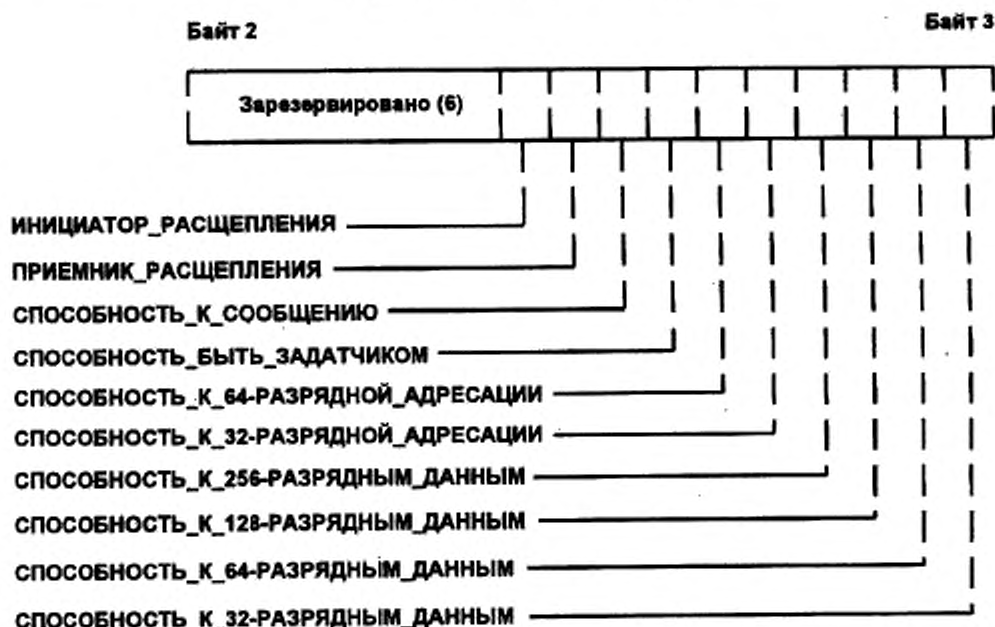 Байт 2 Байт 3
Зарезервировано (6)
ИНИЦИАТОР_РАСЩЕПЛЕНИЯ
ПРИЕМНИК_РАСЩЕПЛЕНИЯ
СПОСОБНОСТЬ_К_СООБЩЕНИЮ
СПОСОБНОСТЬ_БЫТЬ_ЗАДАТЧИКОМ
СПОСОБНОСТЬ_К_64-РАЗРЯДНОЙ_АДРЕСАЦИИ
СПОСОБНОСТЬ_К_32-РАЗРЯДНОЙ_АДРЕСАЦИИ
СПОСОБНОСТЬ_К_256-РАЗРЯДНЫМ_ДАННЫМ
СПОСОБНОСТЬ_К_128-РАЗРЯДНЫМ_ДАННЫМ
СПОСОБНОСТЬ_К_64-РАЗРЯДНЫМ_ДАННЫМ
СПОСОБНОСТЬ_К_32-РАЗРЯДНЫМ_ДАННЫМ